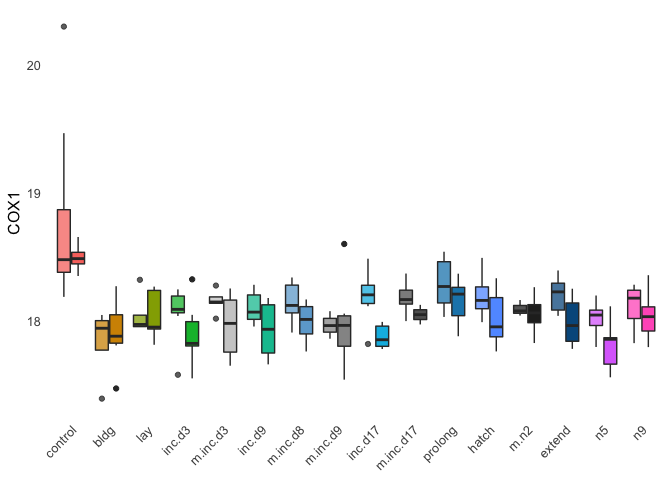 COX1
20
19
18
control
bldg
lay
inc.d3
m.inc.d3
inc.d9
m.inc.d8
m.inc.d9
inc.d17
m.inc.d17
prolong
hatch
m.n2
extend
n5
n9